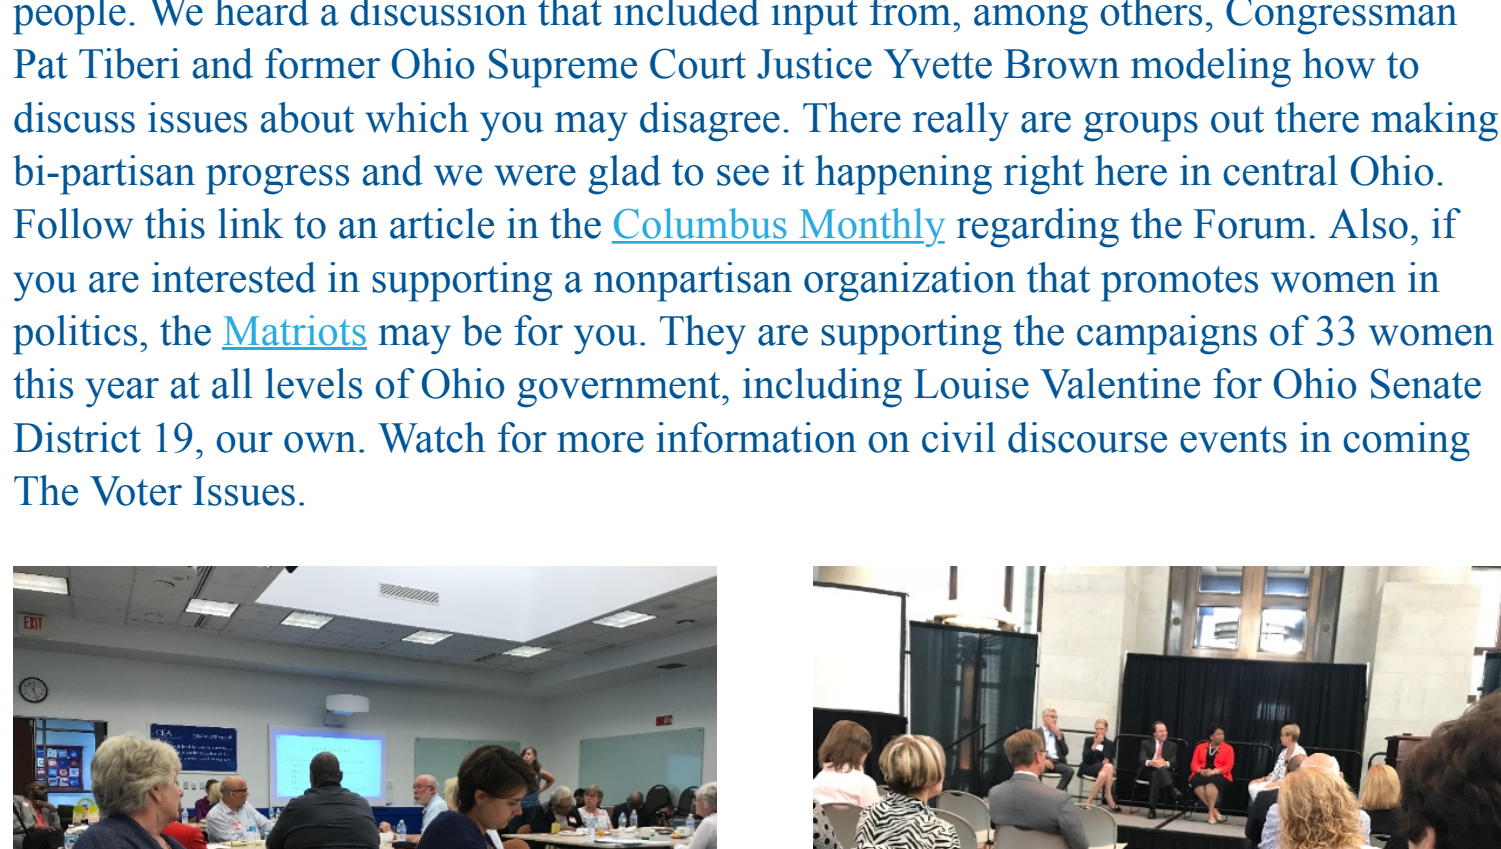 people. We heard a discussion that included input from, among others, Congressman
Pat Tiberi and former Ohio Supreme Court Justice Yvette Brown modeling how to
discuss issues about which you may disagree. There really are groups out there making
bi-partisan progress and we were glad to see it happening right here in central Ohio.
Follow this link to an article in the Columbus Monthly regarding the Forum. Also, if
you are interested in supporting a nonpartisan organization that promotes women in
politics, the Matriots may be for you. They are supporting the campaigns of 33 women
this year at all levels of Ohio government, including Louise Valentine for Ohio Senate
District 19, our own. Watch for more information on civil discourse events in coming
The Voter Issues.
EXIT
CEA